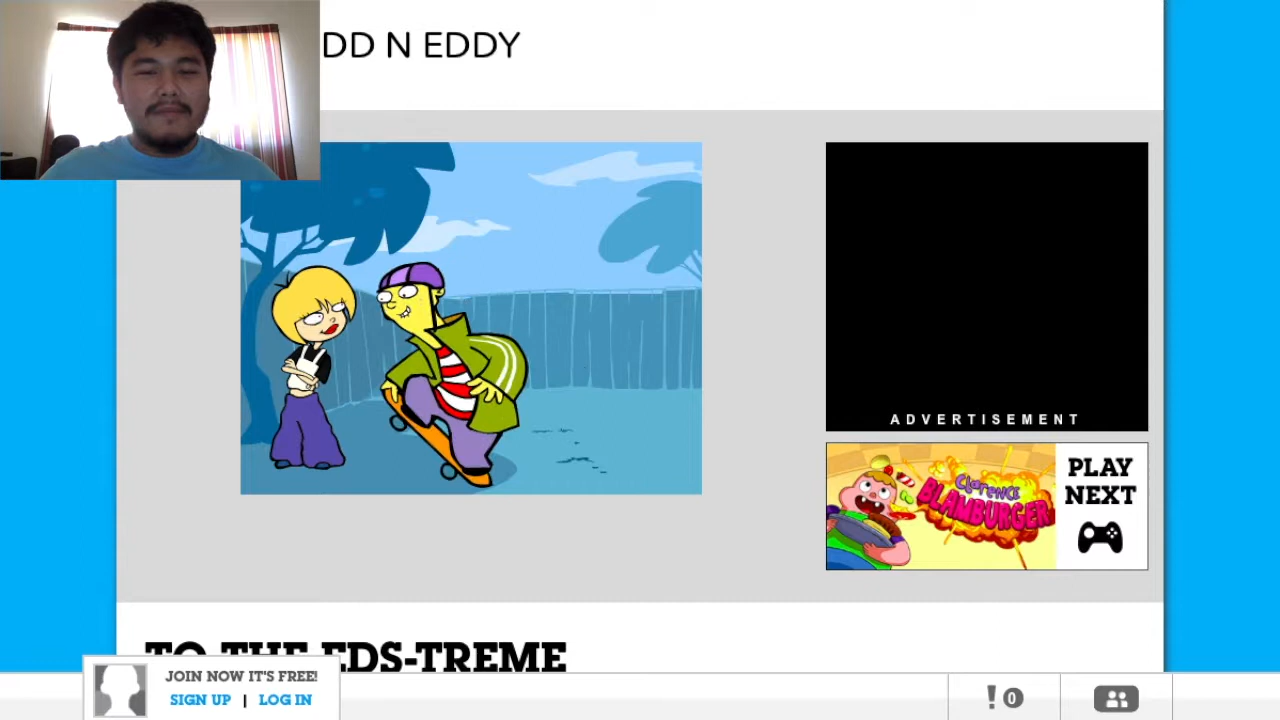 DD N EDDY
ADVERTISEMENT
CLARENCE
BLAMBURGER
PLAY
NEXT
TO THE EDS-TREME
JOIN NOW IT'S FREE!
SIGN UP | LOG IN
! 0